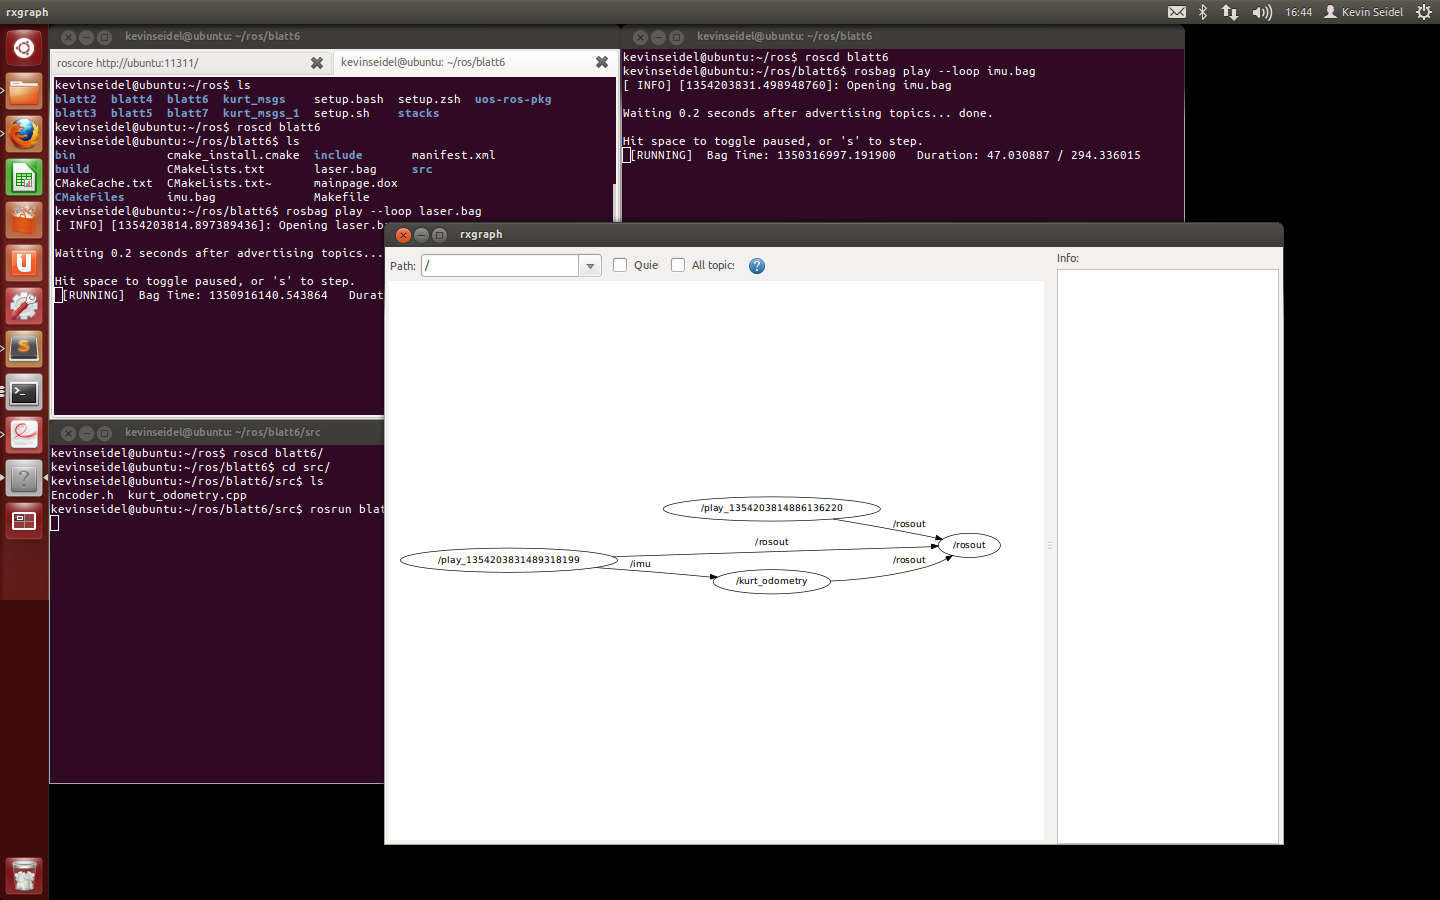 rxgraph
16:44 Kevin Seidel
kevinseidel@ubuntu: ~/ros/blatt6
roscore http://ubuntu:11311/
kevinseidel@ubuntu: ~/ros/blatt6
kevinseidel@ubuntu:~/ros$ ls
blatt2 blatt4 blatt6 kurt_msgs setup.bash setup.zsh uos-ros-pkg
blatt3 blatt5 blatt7 kurt_msgs_1 setup.sh stacks
kevinseidel@ubuntu:~/ros$ roscd blatt6
kevinseidel@ubuntu:~/ros/blatt6$ ls
bin cmake_install.cmake include manifest.xml
build CMakeLists.txt laser.bag src
CMakeCache.txt CMakeLists.txt~ mainpage.dox
CMakeFiles imu.bag Makefile
kevinseidel@ubuntu:~/ros/blatt6$ rosbag play --loop laser.bag
[ INFO] [1354203814.897389436]: Opening laser.b
Waiting 0.2 seconds after advertising topics...
Hit space to toggle paused, or 's' to step.
[RUNNING] Bag Time: 1350916140.543864 Durat
kevinseidel@ubuntu: ~/ros/blatt6
kevinseidel@ubuntu:~/ros$ roscd blatt6
kevinseidel@ubuntu:~/ros/blatt6$ rosbag play --loop imu.bag
[ INFO] [1354203831.498948760]: Opening imu.bag
Waiting 0.2 seconds after advertising topics... done.
Hit space to toggle paused, or 's' to step.
[RUNNING] Bag Time: 1350316997.191900 Duration: 47.030887 / 294.336015
kevinseidel@ubuntu: ~/ros/blatt6/src
kevinseidel@ubuntu:~/ros$ roscd blatt6/
kevinseidel@ubuntu:~/ros/blatt6$ cd src/
kevinseidel@ubuntu:~/ros/blatt6/src$ ls
Encoder.h kurt_odometry.cpp
kevinseidel@ubuntu:~/ros/blatt6/src$ rosrun blat
rxgraph
Path: / Quiet All topics ?
Info:
/play_1354203814886136220
/rosout
/rosout
/rosout
/play_1354203831489318199
/imu
/rosout
/kurt_odometry